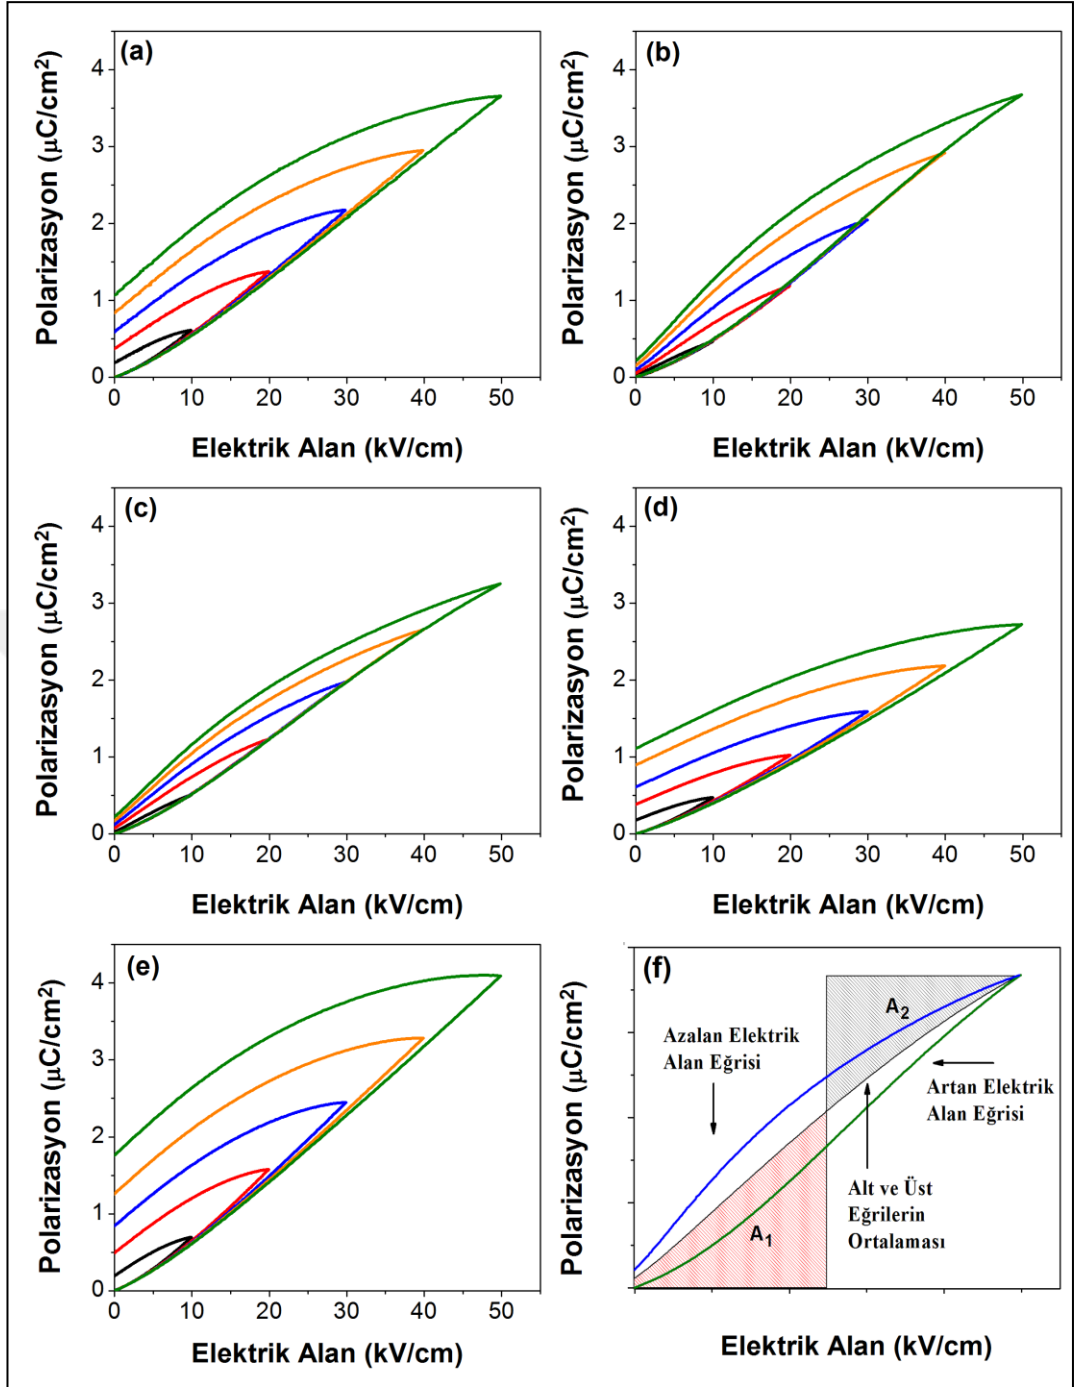 (a)
Polarizasyon (μC/cm²)
4
3
2
1
0
0 10 20 30 40 50
Elektrik Alan (kV/cm)
(b)
Polarizasyon (μC/cm²)
4
3
2
1
0
0 10 20 30 40 50
Elektrik Alan (kV/cm)
(c)
Polarizasyon (μC/cm²)
4
3
2
1
0
0 10 20 30 40 50
Elektrik Alan (kV/cm)
(d)
Polarizasyon (μC/cm²)
4
3
2
1
0
0 10 20 30 40 50
Elektrik Alan (kV/cm)
(e)
Polarizasyon (μC/cm²)
4
3
2
1
0
0 10 20 30 40 50
Elektrik Alan (kV/cm)
(f)
Polarizasyon (μC/cm²)
A₂
Azalan Elektrik
Alan Eğrisi
Artan Elektrik
Alan Eğrisi
Alt ve Üst
Eğrilerin
Ortalaması
A₁
Elektrik Alan (kV/cm)